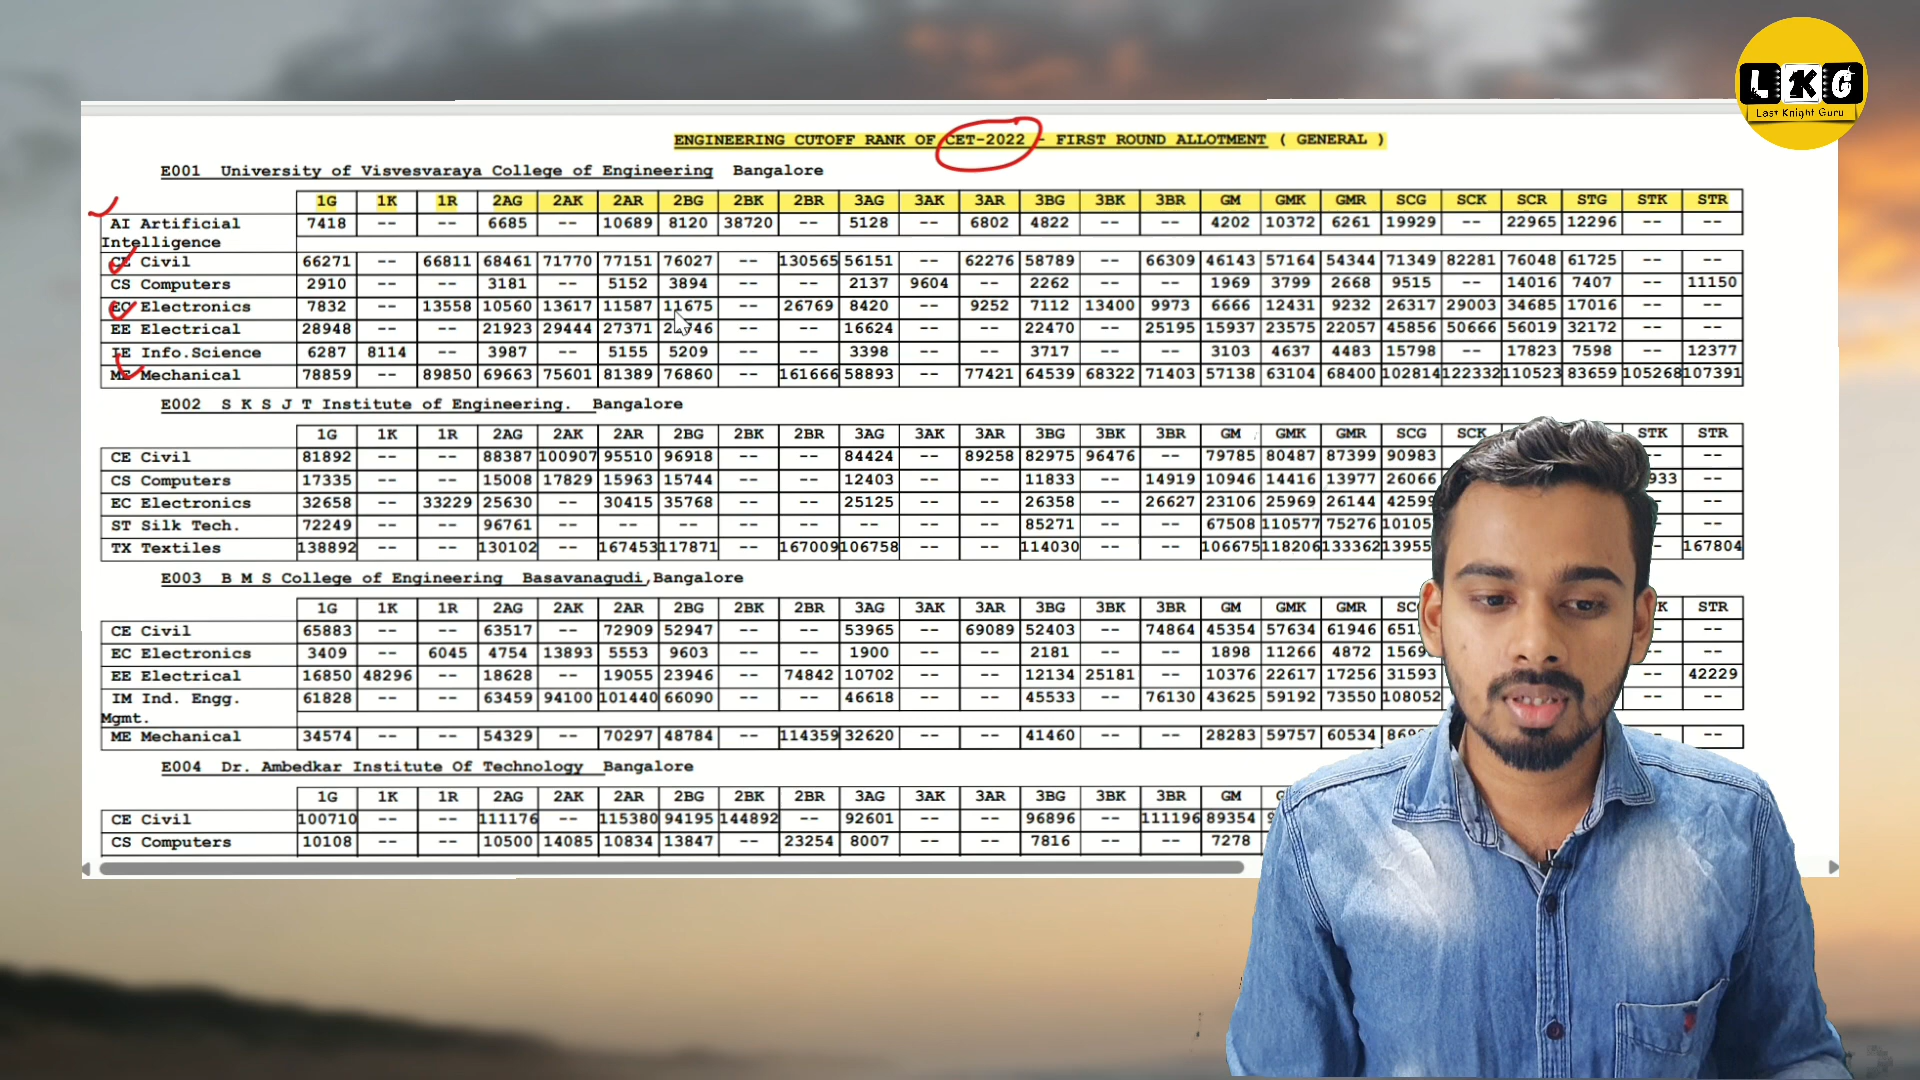 LKG
Last Knight Guru
ENGINEERING CUTOFF RANK OF CET-2022 - FIRST ROUND ALLOTMENT ( GENERAL )
E001 University of Visvesvaraya College of Engineering Bangalore
1G 1K 1R 2AG 2AK 2AR 2BG 2BK 2BR 3AG 3AK 3AR 3BG 3BK 3BR GM GMK GMR SCG SCK SCR STG STK STR
AI Artificial 7418 -- -- 6685 -- 10689 8120 38720 -- 5128 -- 6802 4822 -- -- 4202 10372 6261 19929 -- 22965 12296 -- --
Intelligence
CE Civil 66271 -- 66811 68461 71770 77151 76027 -- 130565 56151 -- 62276 58789 -- 66309 46143 57164 54344 71349 82281 76048 61725 -- --
CS Computers 2910 -- -- 3181 -- 5152 3894 -- -- 2137 9604 -- 2262 -- -- 1969 3799 2668 9515 -- 14016 7407 -- 11150
EC Electronics 7832 -- 13558 10560 13617 11587 11675 -- 26769 8420 -- 9252 7112 13400 9973 6666 12431 9232 26317 29003 34685 17016 -- --
EE Electrical 28948 -- -- 21923 29444 27371 -- -- 16624 -- -- 22470 -- 25195 15937 23575 22057 45856 50666 56019 32172 -- --
IE Info.Science 6287 8114 -- 3987 -- 5155 5209 -- -- 3398 -- -- 3717 -- -- 3103 4637 4483 15798 -- 17823 7598 -- 12377
ME Mechanical 78859 -- 89850 69663 75601 81389 76860 -- 161666 58893 -- 77421 64539 68322 71403 57138 63104 68400 102814 122332 110523 83659 105268 107391
E002 S K S J T Institute of Engineering. Bangalore
1G 1K 1R 2AG 2AK 2AR 2BG 2BK 2BR 3AG 3AK 3AR 3BG 3BK 3BR GM GMK GMR SCG SCK STK STR
CE Civil 81892 -- -- 88387 100907 95510 96918 -- -- 84424 -- 89258 82975 96476 -- 79785 80487 87399 90983 --
CS Computers 17335 -- -- 15008 17829 15963 15744 -- -- 12403 -- -- 11833 -- 14919 10946 14416 13977 26066 933 --
EC Electronics 32658 -- 33229 25630 -- 30415 35768 -- -- 25125 -- -- 26358 -- 26627 23106 25969 26144 42599 -- --
ST Silk Tech. 72249 -- -- 96761 -- -- -- -- -- -- -- -- 85271 -- -- 67508 110577 75276 10105 -- --
TX Textiles 138892 -- -- 130102 -- 167453 117871 -- 167009 106758 -- -- 114030 -- -- 106675 118206 133362 13955 -- 167804
E003 B M S College of Engineering Basavanagudi,Bangalore
1G 1K 1R 2AG 2AK 2AR 2BG 2BK 2BR 3AG 3AK 3AR 3BG 3BK 3BR GM GMK GMR SC K STR
CE Civil 65883 -- -- 63517 -- 72909 52947 -- -- 53965 -- 69089 52403 -- 74864 45354 57634 61946 651 -- --
EC Electronics 3409 -- 6045 4754 13893 5553 9603 -- -- 1900 -- -- 2181 -- -- 1898 11266 4872 1569 -- --
EE Electrical 16850 48296 -- 18628 -- 19055 23946 -- 74842 10702 -- -- 12134 25181 -- 10376 22617 17256 31593 -- 42229
IM Ind. Engg. 61828 -- -- 63459 94100 101440 66090 -- -- 46618 -- -- 45533 -- 76130 43625 59192 73550 108052 -- --
Mgmt.
ME Mechanical 34574 -- -- 54329 -- 70297 48784 -- 114359 32620 -- -- 41460 -- -- 28283 59757 60534 -- --
E004 Dr. Ambedkar Institute Of Technology Bangalore
1G 1K 1R 2AG 2AK 2AR 2BG 2BK 2BR 3AG 3AK 3AR 3BG 3BK 3BR GM
CE Civil 100710 -- -- 111176 -- 115380 94195 144892 -- 92601 -- -- 96896 -- 111196 89354
CS Computers 10108 -- -- 10500 14085 10834 13847 -- 23254 8007 -- -- 7816 -- -- 7278